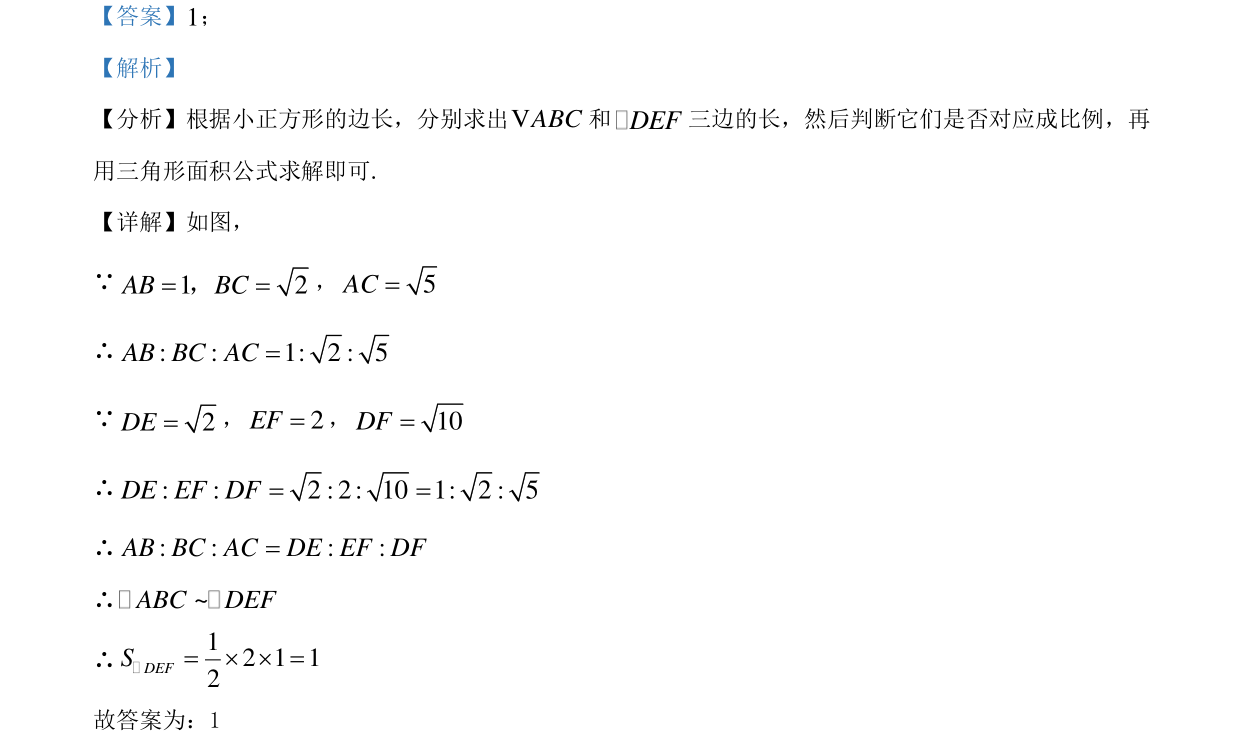 【答案】1;
【解析】
【分析】根据小正方形的边长，分别求出VABC 和□DEF 三边的长，然后判断它们是否对应成比例，再
用三角形面积公式求解即可.
【详解】如图，
∵ AB = 1, BC = √2 , AC = √5
∴ AB : BC : AC = 1: √2 : √5
∵ DE = √2 , EF = 2 , DF = √10
∴ DE : EF : DF = √2 : 2 : √10 = 1: √2 : √5
∴ AB : BC : AC = DE : EF : DF
∴□ ABC ~□ DEF
∴ S□ DEF = 1/2 × 2 × 1 = 1
故答案为：1